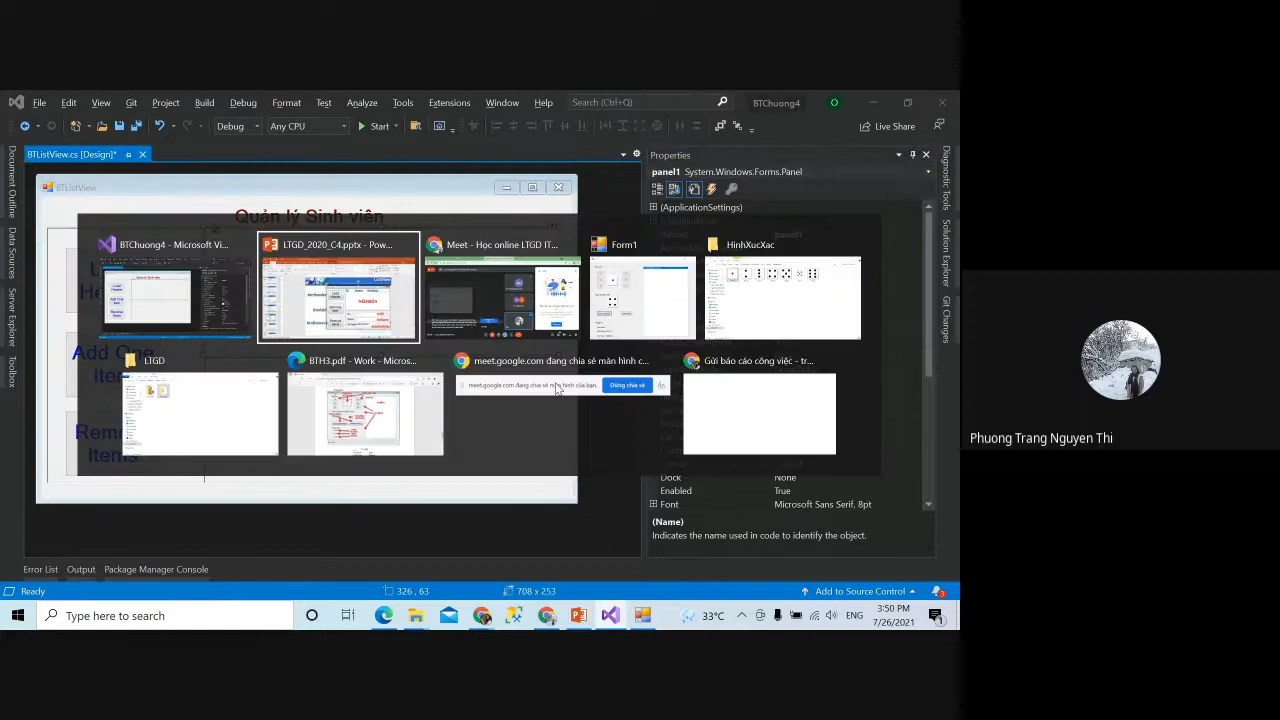 File Edit View Git Project Build Debug Format Test Analyze Tools Extensions Window Help Search (Ctrl+Q) BTChuong4 O
Debug Any CPU Start Live Share
BTListView.cs [Design]* Properties
panel1 System.Windows.Forms.Panel
BTListView
Quản lý Sinh viên
(ApplicationSettings)
BTChuong4 - Microsoft Vi... LTGD_2020_C4.pptx - Pow... Meet - Học online LTGD IT... Form1 HinhXucXac
Add One
Item
Remo
Items
LTGD BTH3.pdf - Work - Micros... meet.google.com đang chia sẻ màn hình c... Gửi báo cáo công việc - tr...
meet.google.com đang chia sẻ màn hình của bạn. Dừng chia sẻ
Dock None
Enabled True
Font Microsoft Sans Serif, 8pt
(Name)
Indicates the name used in code to identify the object.
Document Outline
Data Sources
Server Explorer
Toolbox
Diagnostic Tools
Solution Explorer
Git Changes
Error List Output Package Manager Console
Ready 326 , 63 708 x 253 Add to Source Control 3
Type here to search 33°C ENG 3:50 PM
7/26/2021 1
Phuong Trang Nguyen Thi